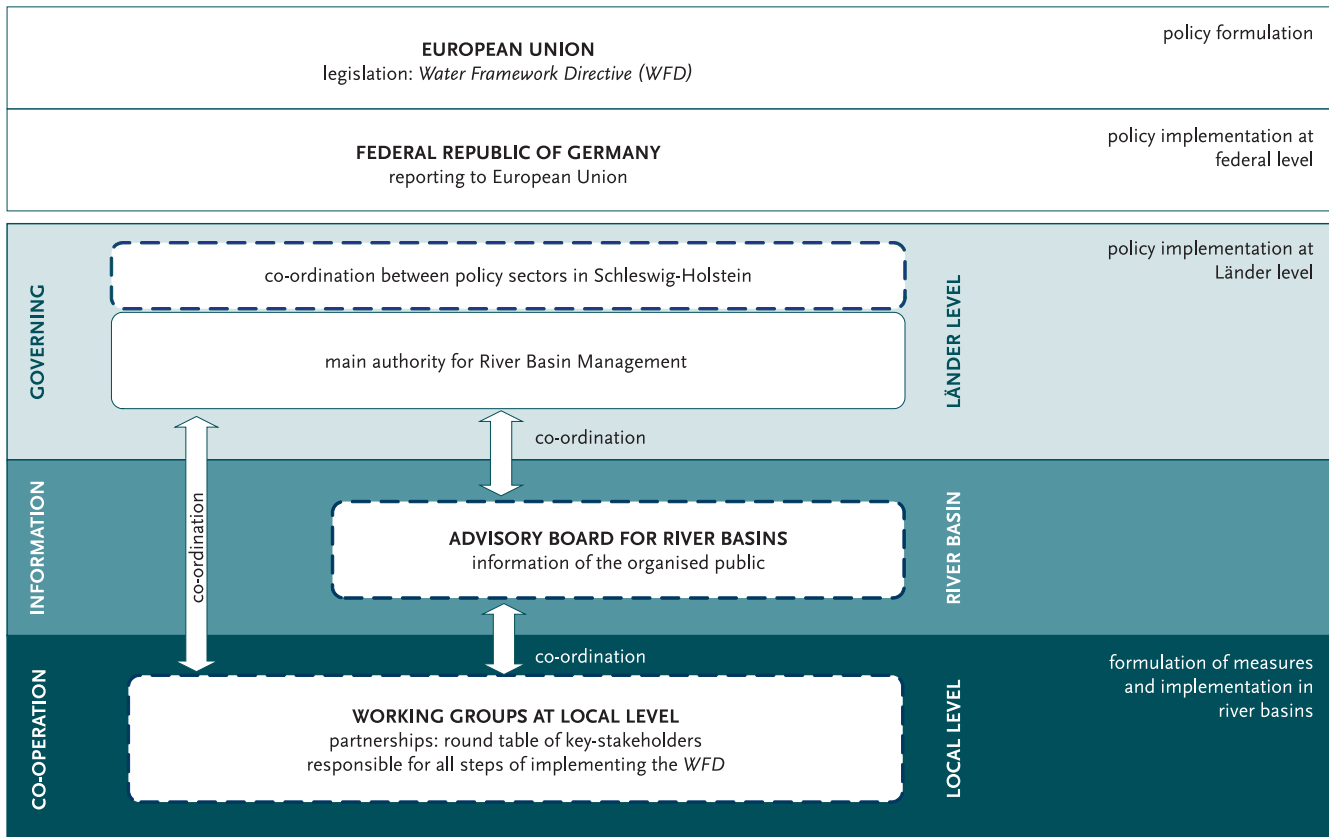 EUROPEAN UNION
legislation: Water Framework Directive (WFD)
policy formulation
FEDERAL REPUBLIC OF GERMANY
reporting to European Union
policy implementation at
federal level
GOVERNING
co-ordination between policy sectors in Schleswig-Holstein
main authority for River Basin Management
LÄNDER LEVEL
policy implementation at
Länder level
co-ordination
co-ordination
INFORMATION
ADVISORY BOARD FOR RIVER BASINS
information of the organised public
RIVER BASIN
co-ordination
CO-OPERATION
WORKING GROUPS AT LOCAL LEVEL
partnerships: round table of key-stakeholders
responsible for all steps of implementing the WFD
LOCAL LEVEL
formulation of measures
and implementation in
river basins